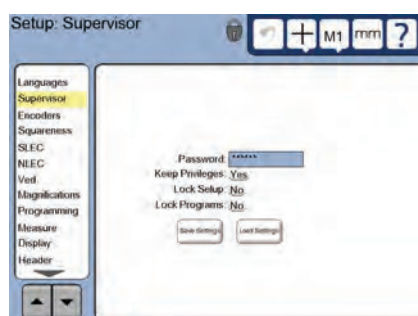 Setup: Supervisor
M1
mm
?
Languages
Supervisor
Encoders
Squareness
SLEC
NLEC
Ved
Magnifications
Programming
Measure
Display
Header
Password: ******
Keep Privileges: Yes
Lock Setup: No
Lock Programs: No
Save Settings
Load Settings